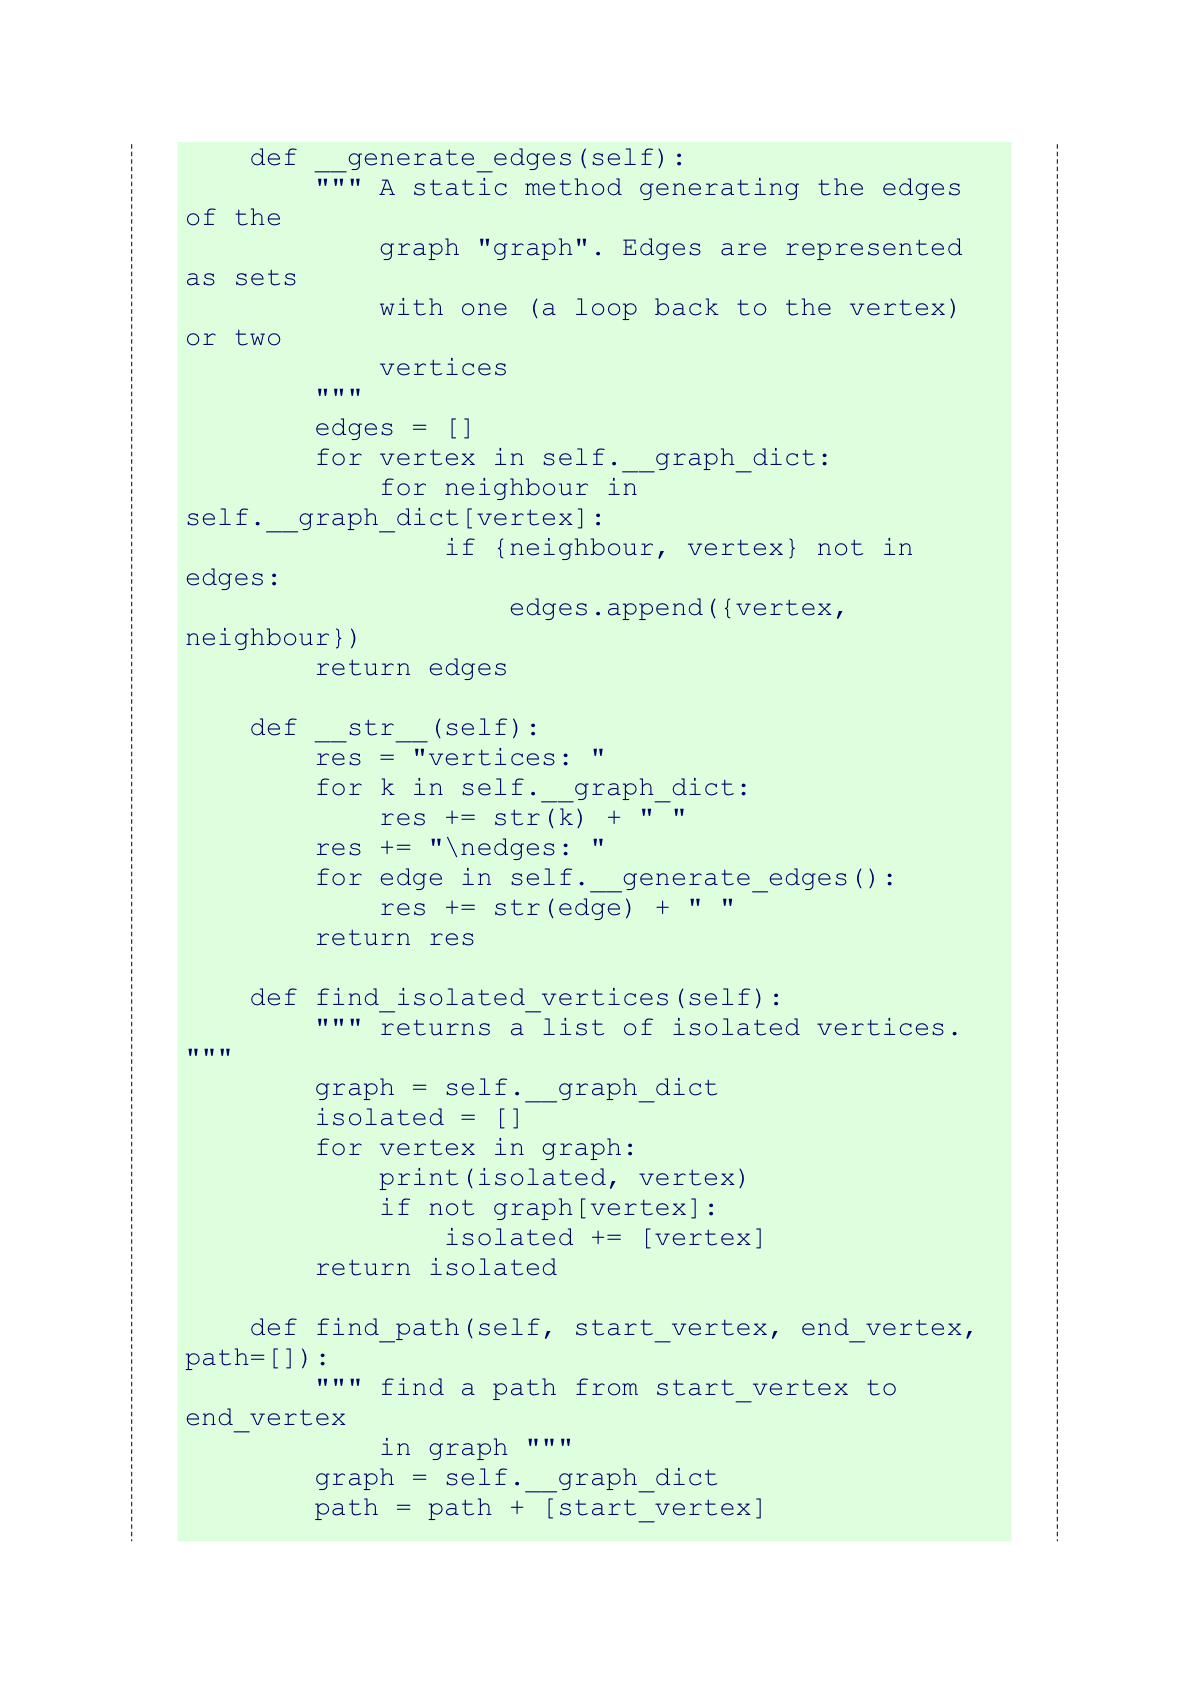 def __generate_edges(self):
        """ A static method generating the edges
of the
            graph "graph". Edges are represented
as sets
            with one (a loop back to the vertex)
or two
            vertices
        """
        edges = []
        for vertex in self.__graph_dict:
            for neighbour in
self.__graph_dict[vertex]:
                if {neighbour, vertex} not in
edges:
                    edges.append({vertex,
neighbour})
        return edges

    def __str__(self):
        res = "vertices: "
        for k in self.__graph_dict:
            res += str(k) + " "
        res += "\nedges: "
        for edge in self.__generate_edges():
            res += str(edge) + " "
        return res

    def find_isolated_vertices(self):
        """ returns a list of isolated vertices.
"""
        graph = self.__graph_dict
        isolated = []
        for vertex in graph:
            print(isolated, vertex)
            if not graph[vertex]:
                isolated += [vertex]
        return isolated

    def find_path(self, start_vertex, end_vertex,
path=[]):
        """ find a path from start_vertex to
end_vertex
            in graph """
        graph = self.__graph_dict
        path = path + [start_vertex]